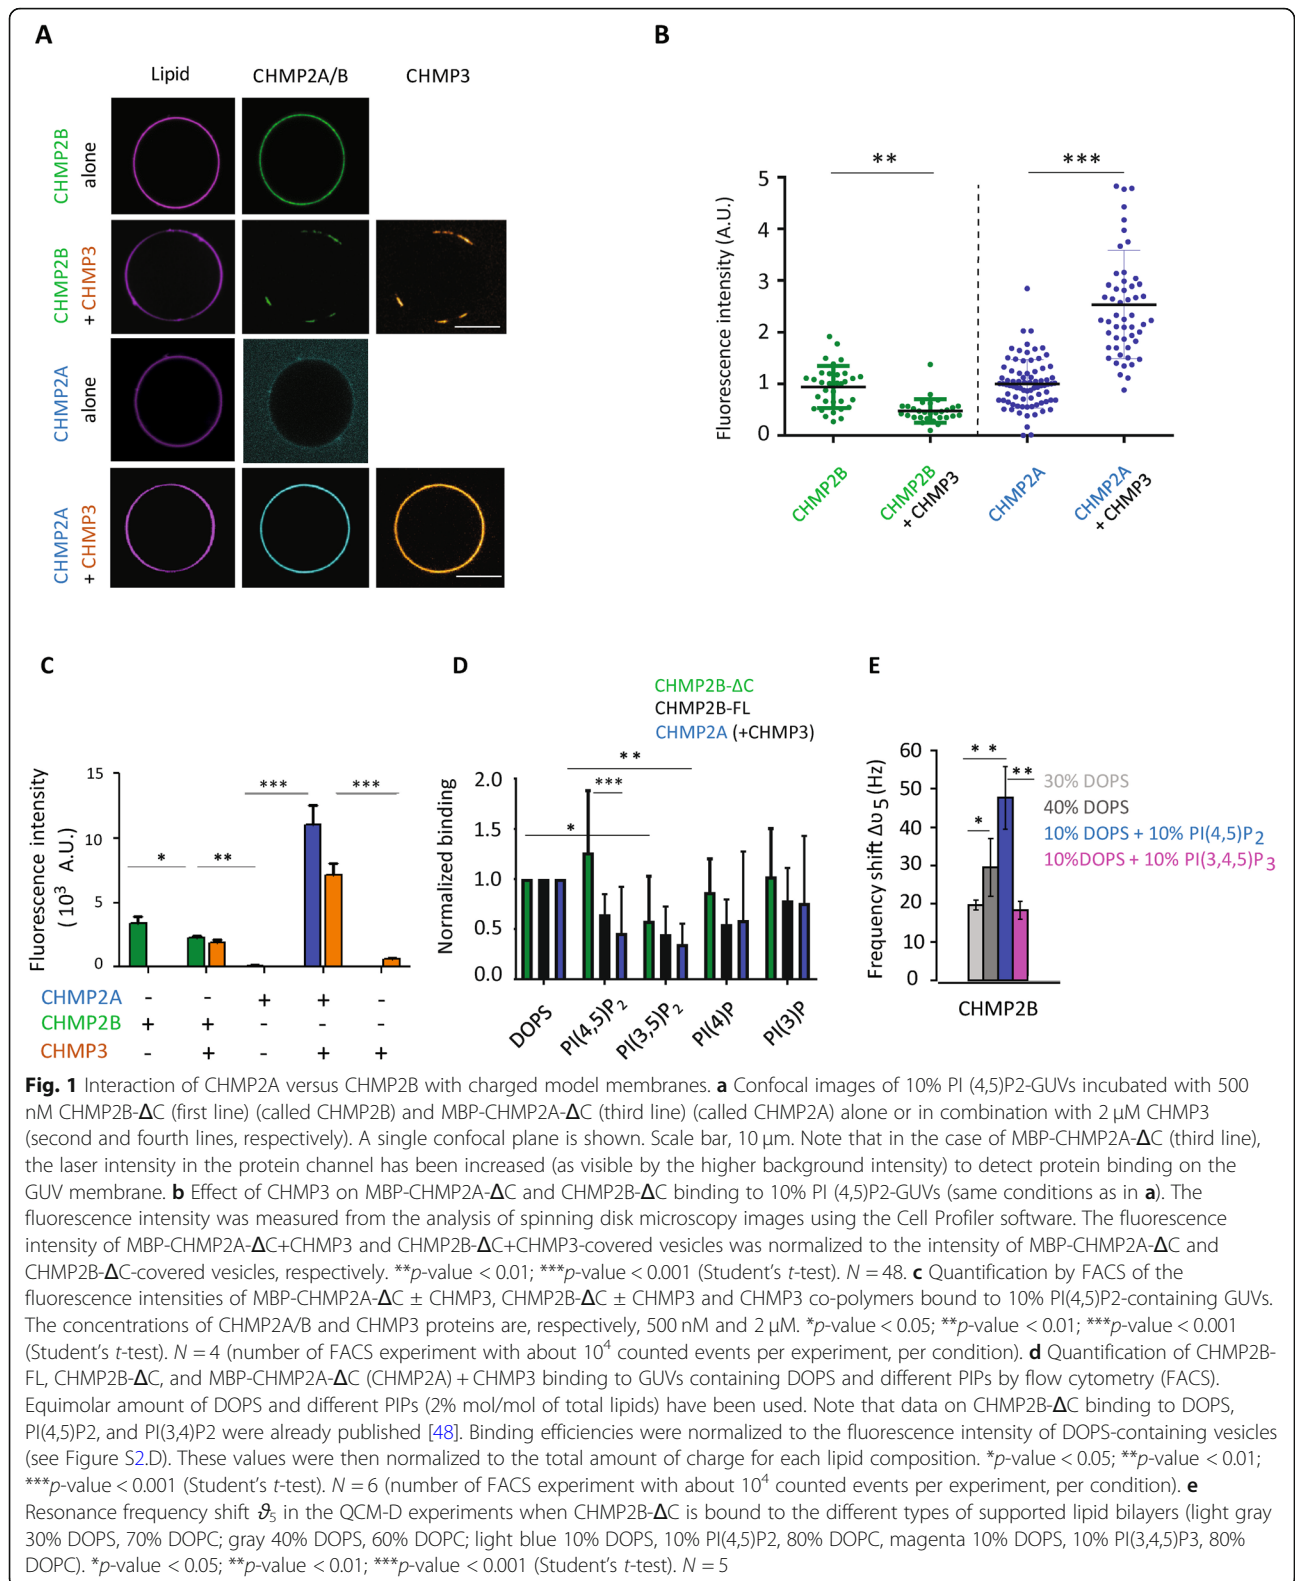 A
Lipid CHMP2A/B CHMP3
CHMP2B
alone
CHMP2B
+ CHMP3
CHMP2A
alone
CHMP2A
+ CHMP3
B
** ***
Fluorescence intensity (A.U.)
5
4
3
2
1
0
CHMP2B
CHMP2B
+ CHMP3
CHMP2A
CHMP2A
+ CHMP3
C
Fluorescence intensity
(10³ A.U.)
15
10
5
0
* ** *** ***
CHMP2A - - + + -
CHMP2B + + - - -
CHMP3 - + - + +
D
CHMP2B-ΔC
CHMP2B-FL
CHMP2A (+CHMP3)
Normalized binding
2.0
1.5
1.0
0.5
0.0
**
***
*
DOPS
PI(4,5)P₂
PI(3,5)P₂
PI(4)P
PI(3)P
E
Frequency shift Δυ₅ (Hz)
60
50
40
30
20
10
0
* *
**
*
30% DOPS
40% DOPS
10% DOPS + 10% PI(4,5)P₂
10%DOPS + 10% PI(3,4,5)P₃
CHMP2B
Fig. 1 Interaction of CHMP2A versus CHMP2B with charged model membranes. a Confocal images of 10% PI (4,5)P2-GUVs incubated with 500
nM CHMP2B-ΔC (first line) (called CHMP2B) and MBP-CHMP2A-ΔC (third line) (called CHMP2A) alone or in combination with 2 μM CHMP3
(second and fourth lines, respectively). A single confocal plane is shown. Scale bar, 10 μm. Note that in the case of MBP-CHMP2A-ΔC (third line),
the laser intensity in the protein channel has been increased (as visible by the higher background intensity) to detect protein binding on the
GUV membrane. b Effect of CHMP3 on MBP-CHMP2A-ΔC and CHMP2B-ΔC binding to 10% PI (4,5)P2-GUVs (same conditions as in a). The
fluorescence intensity was measured from the analysis of spinning disk microscopy images using the Cell Profiler software. The fluorescence
intensity of MBP-CHMP2A-ΔC+CHMP3 and CHMP2B-ΔC+CHMP3-covered vesicles was normalized to the intensity of MBP-CHMP2A-ΔC and
CHMP2B-ΔC-covered vesicles, respectively. **p-value < 0.01; ***p-value < 0.001 (Student's t-test). N = 48. c Quantification by FACS of the
fluorescence intensities of MBP-CHMP2A-ΔC ± CHMP3, CHMP2B-ΔC ± CHMP3 and CHMP3 co-polymers bound to 10% PI(4,5)P2-containing GUVs.
The concentrations of CHMP2A/B and CHMP3 proteins are, respectively, 500 nM and 2 μM. *p-value < 0.05; **p-value < 0.01; ***p-value < 0.001
(Student's t-test). N = 4 (number of FACS experiment with about 10⁴ counted events per experiment, per condition). d Quantification of CHMP2B-
FL, CHMP2B-ΔC, and MBP-CHMP2A-ΔC (CHMP2A) + CHMP3 binding to GUVs containing DOPS and different PIPs by flow cytometry (FACS).
Equimolar amount of DOPS and different PIPs (2% mol/mol of total lipids) have been used. Note that data on CHMP2B-ΔC binding to DOPS,
PI(4,5)P2, and PI(3,4)P2 were already published [48]. Binding efficiencies were normalized to the fluorescence intensity of DOPS-containing vesicles
(see Figure S2.D). These values were then normalized to the total amount of charge for each lipid composition. *p-value < 0.05; **p-value < 0.01;
***p-value < 0.001 (Student's t-test). N = 6 (number of FACS experiment with about 10⁴ counted events per experiment, per condition). e
Resonance frequency shift ϑ₅ in the QCM-D experiments when CHMP2B-ΔC is bound to the different types of supported lipid bilayers (light gray
30% DOPS, 70% DOPC; gray 40% DOPS, 60% DOPC; light blue 10% DOPS, 10% PI(4,5)P2, 80% DOPC, magenta 10% DOPS, 10% PI(3,4,5)P3, 80%
DOPC). *p-value < 0.05; **p-value < 0.01; ***p-value < 0.001 (Student's t-test). N = 5